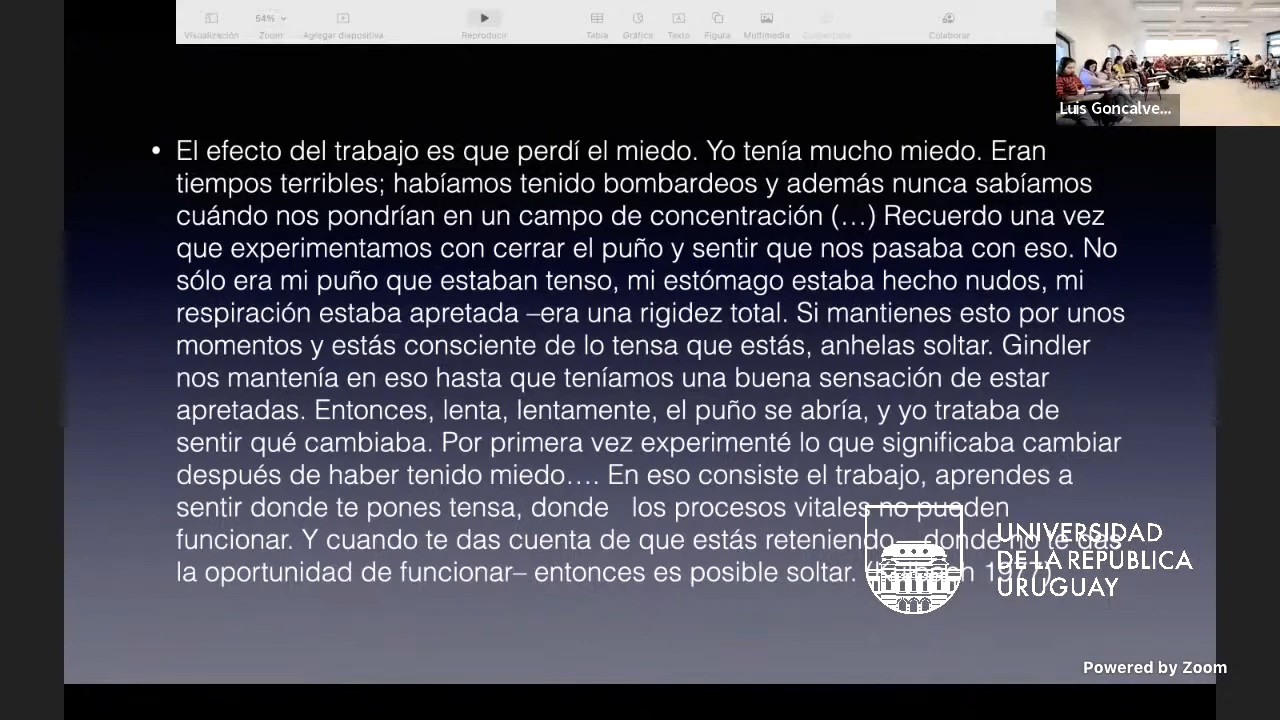 54%
Visualización Zoom Agregar diapositiva Reproducir Tabla Gráfica Texto Figura Multimedia Comentario Colaborar
Luis Goncalve...
• El efecto del trabajo es que perdí el miedo. Yo tenía mucho miedo. Eran
tiempos terribles; habíamos tenido bombardeos y además nunca sabíamos
cuándo nos pondrían en un campo de concentración (…) Recuerdo una vez
que experimentamos con cerrar el puño y sentir que nos pasaba con eso. No
sólo era mi puño que estaban tenso, mi estómago estaba hecho nudos, mi
respiración estaba apretada –era una rigidez total. Si mantienes esto por unos
momentos y estás consciente de lo tensa que estás, anhelas soltar. Gindler
nos mantenía en eso hasta que teníamos una buena sensación de estar
apretadas. Entonces, lenta, lentamente, el puño se abría, y yo trataba de
sentir qué cambiaba. Por primera vez experimenté lo que significaba cambiar
después de haber tenido miedo…. En eso consiste el trabajo, aprendes a
sentir donde te pones tensa, donde los procesos vitales no pueden
funcionar. Y cuando te das cuenta de que estás reteniendo donde no le das
la oportunidad de funcionar– entonces es posible soltar. 1977)
UNIVERSIDAD
DE LA REPÚBLICA
URUGUAY
Powered by Zoom